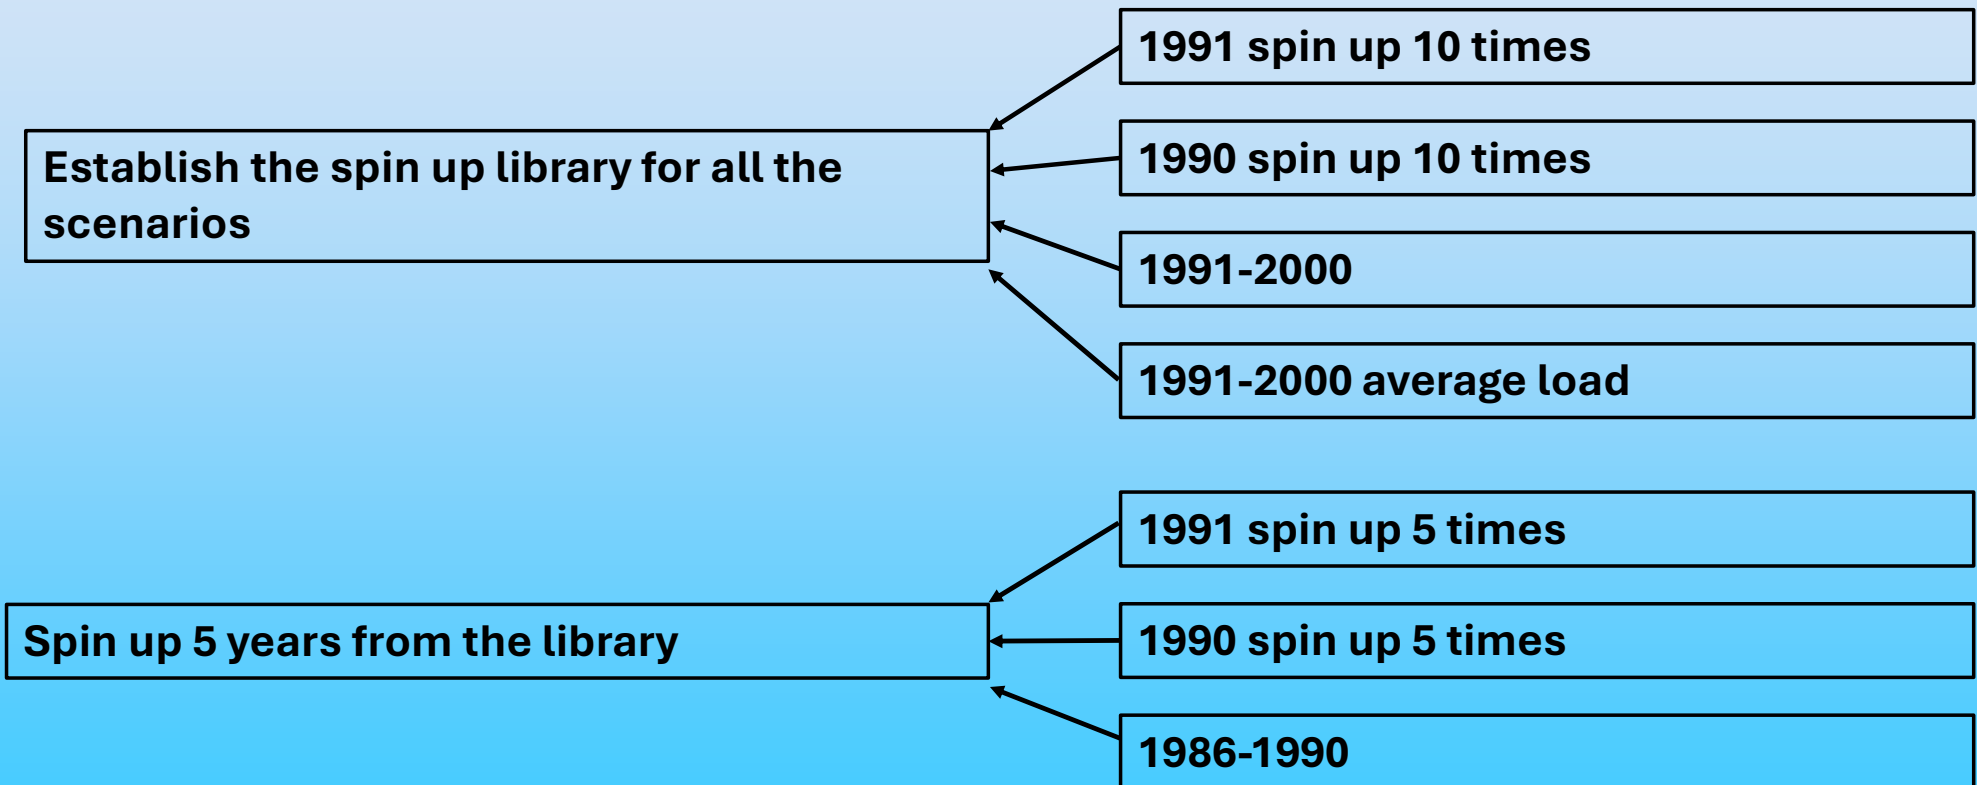 1991 spin up 10 times
1990 spin up 10 times
Establish the spin up library for all the
scenarios
1991-2000
1991-2000 average load
1991 spin up 5 times
Spin up 5 years from the library
1990 spin up 5 times
1986-1990